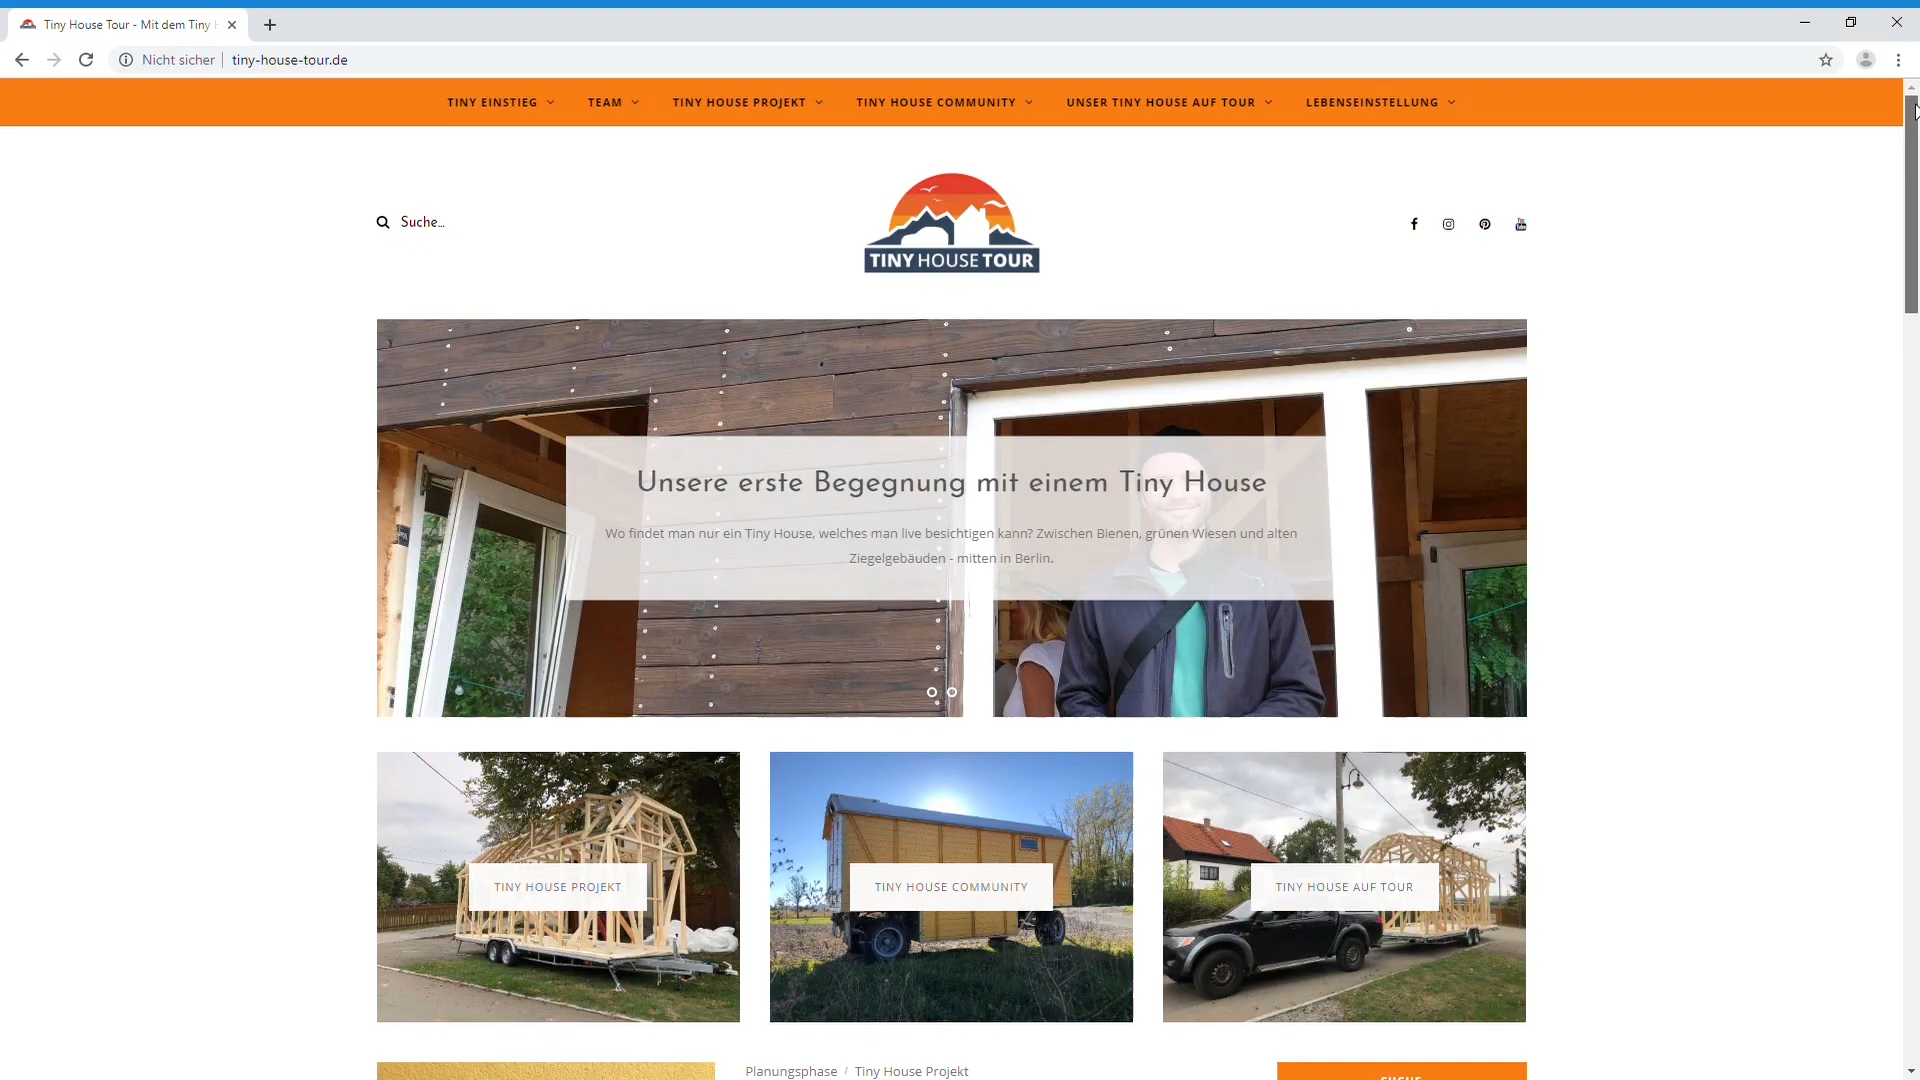 Tiny House Tour - Mit dem Tiny
Nicht sicher
tiny-house-tour.de
TINY EINSTIEG
TEAM
TINY HOUSE PROJEKT
TINY HOUSE COMMUNITY
UNSER TINY HOUSE AUF TOUR
LEBENSEINSTELLUNG
Suche...
TINY HOUSE TOUR
Unsere erste Begegnung mit einem Tiny House
Wo findet man nur ein Tiny House, welches man live besichtigen kann? Zwischen Bienen, grünen Wiesen und alten
Ziegelgebäuden - mitten in Berlin.
TINY HOUSE PROJEKT
TINY HOUSE COMMUNITY
TINY HOUSE AUF TOUR
Planungsphase / Tiny House Projekt
SUCHE